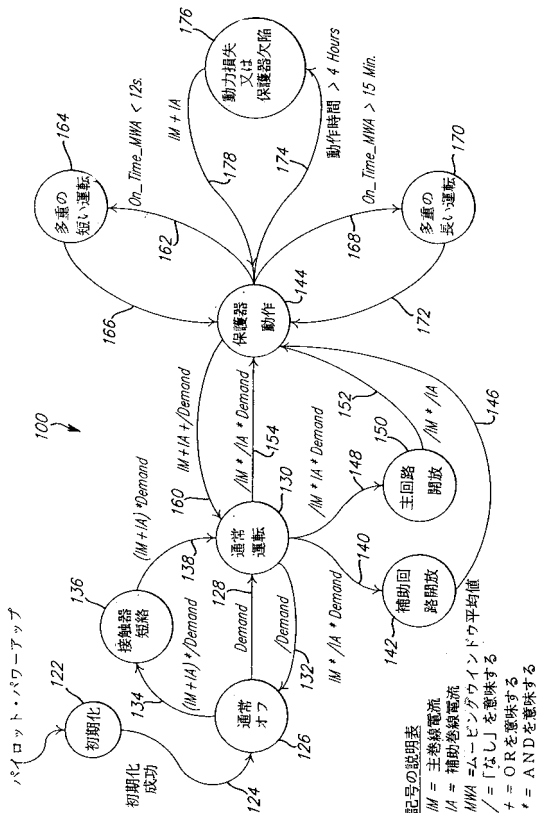 パイロット・パワーアップ
100
122
初期化
初期化
成功
124
136
接触器
短絡
134
(IM+IA)*/Demand
138
(IM+IA) *Demand
通常
オフ
126
128
Demand
/Demand
132
通常
運転
130
160
IM+IA+/Demand
/IM * /IA * Demand
154
IM * /IA * Demand
140
/IM * IA * Demand
148
142
補助回
路開放
150
主回路
開放
152
/IM * /IA
146
保護器
動作
144
164
多重の
短い運転
On_Time_MWA < 12s.
162
166
176
動力損失
又は
保護器欠陥
IM + IA
178
174
動作時間 > 4 Hours
168
On_Time_MWA > 15 Min.
170
多重の
長い運転
172
記号の説明表
IM = 主巻線電流
IA = 補助巻線電流
MWA =ムービングウインドウ平均値
/ =「なし」を意味する
+ = ORを意味する
* = ANDを意味する